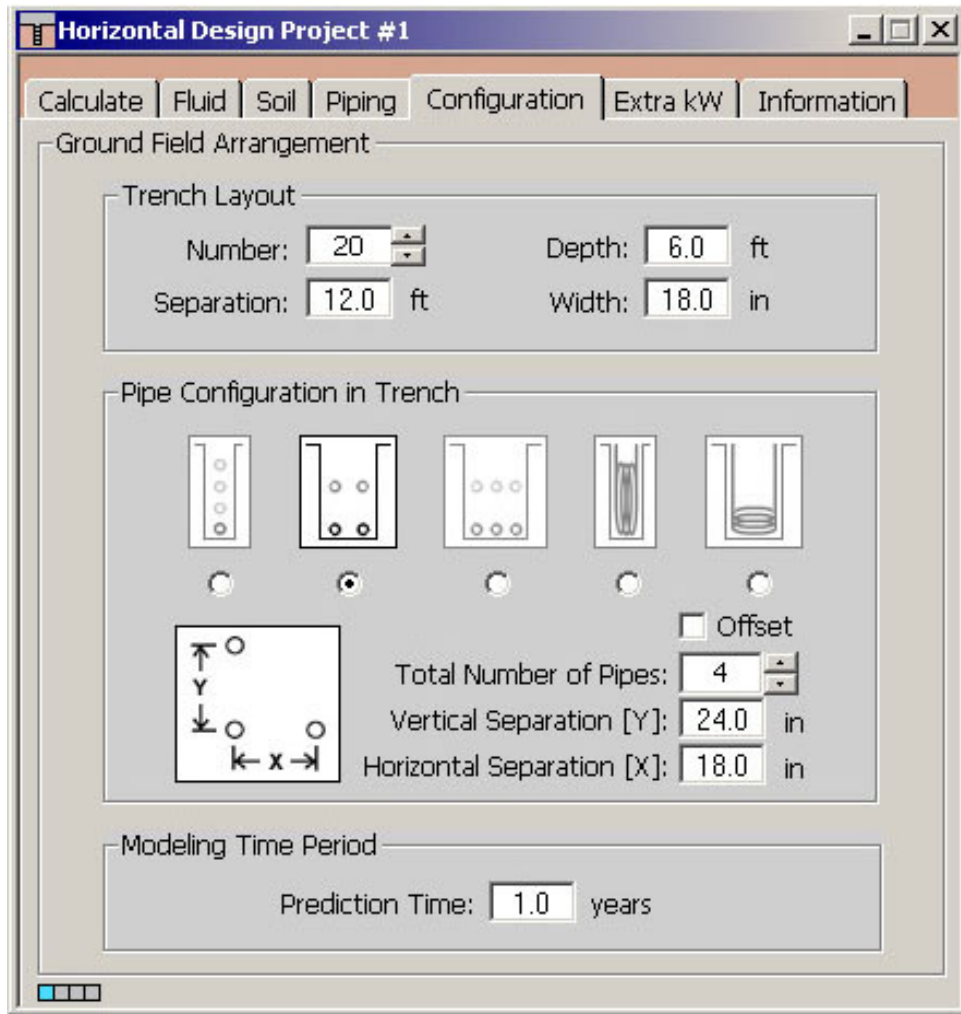 Horizontal Design Project #1
Calculate Fluid Soil Piping Configuration Extra kW Information
Ground Field Arrangement
Trench Layout
Number: 20 Depth: 6.0 ft
Separation: 12.0 ft Width: 18.0 in
Pipe Configuration in Trench
Offset
Total Number of Pipes: 4
Y
Vertical Separation [Y]: 24.0 in
X
Horizontal Separation [X]: 18.0 in
Modeling Time Period
Prediction Time: 1.0 years